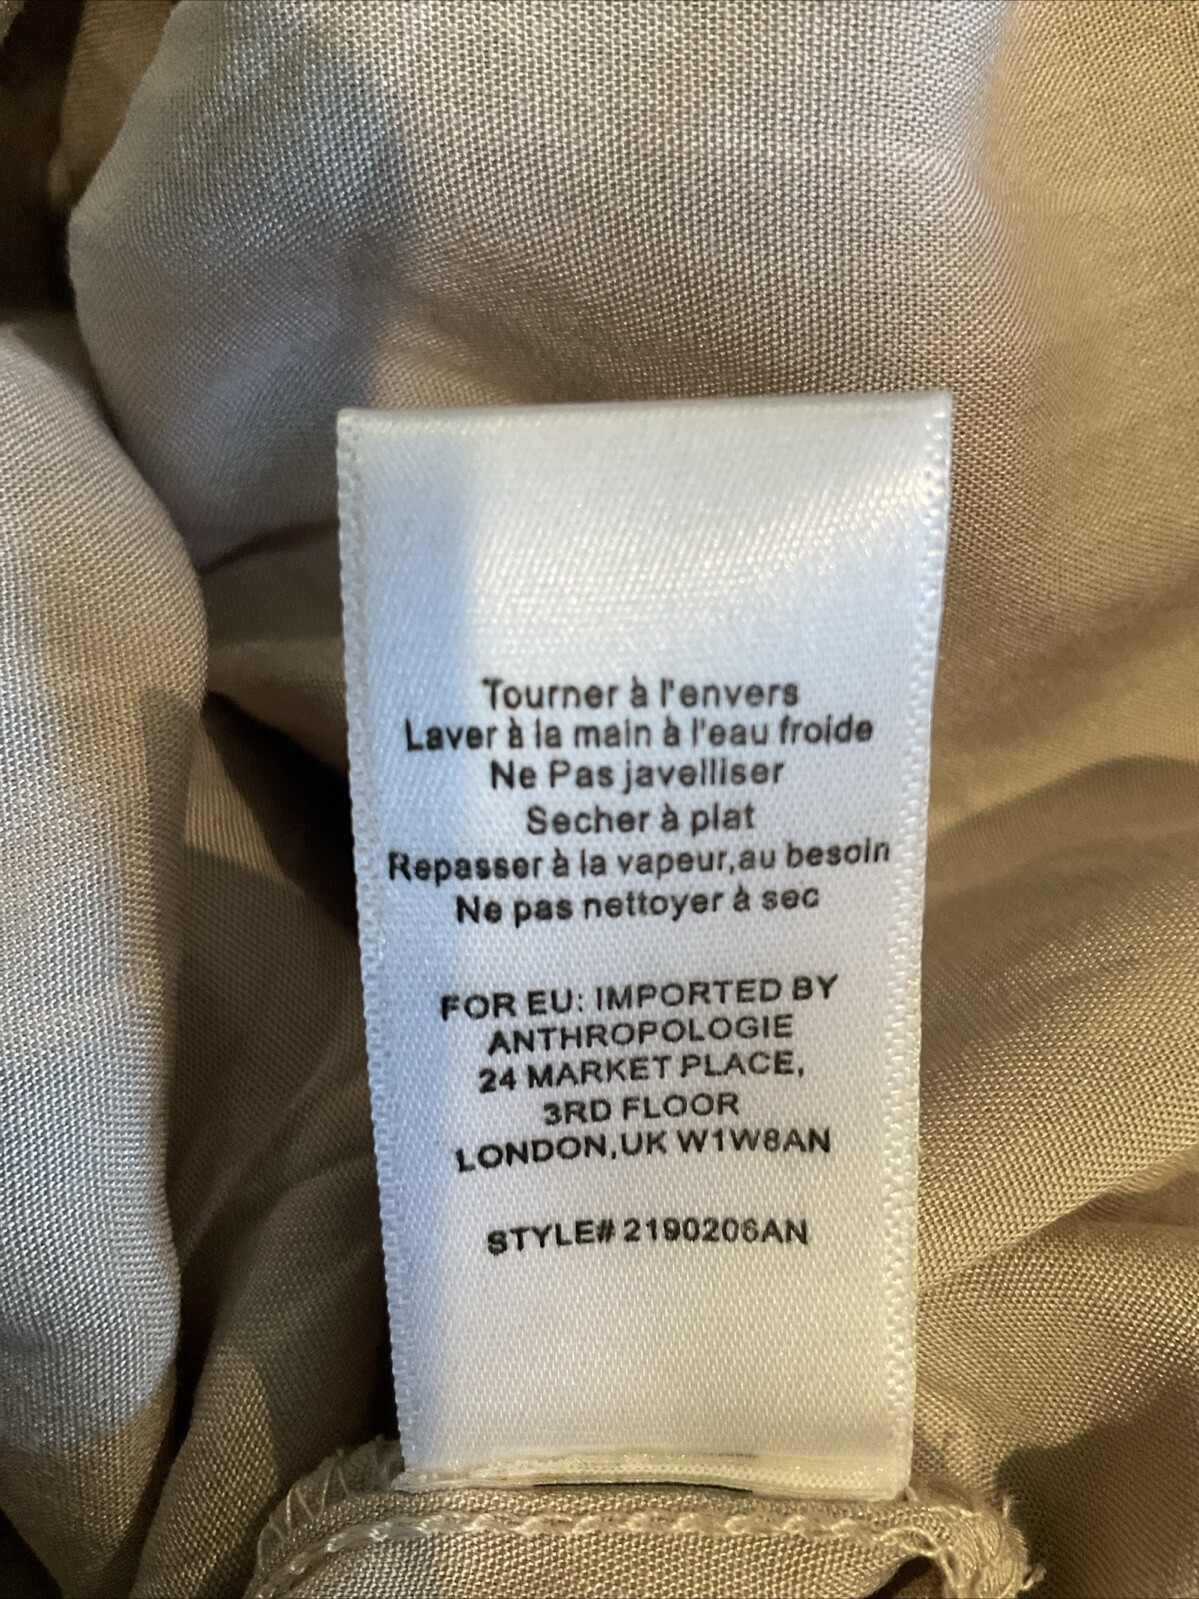 Tourner à l'envers
Laver à la main à l'eau froide
Ne Pas javelliser
Secher à plat
Repasser à la vapeur,au besoin
Ne pas nettoyer à sec
FOR EU: IMPORTED BY
ANTHROPOLOGIE
24 MARKET PLACE,
3RD FLOOR
LONDON,UK W1W8AN
STYLE# 2190206AN